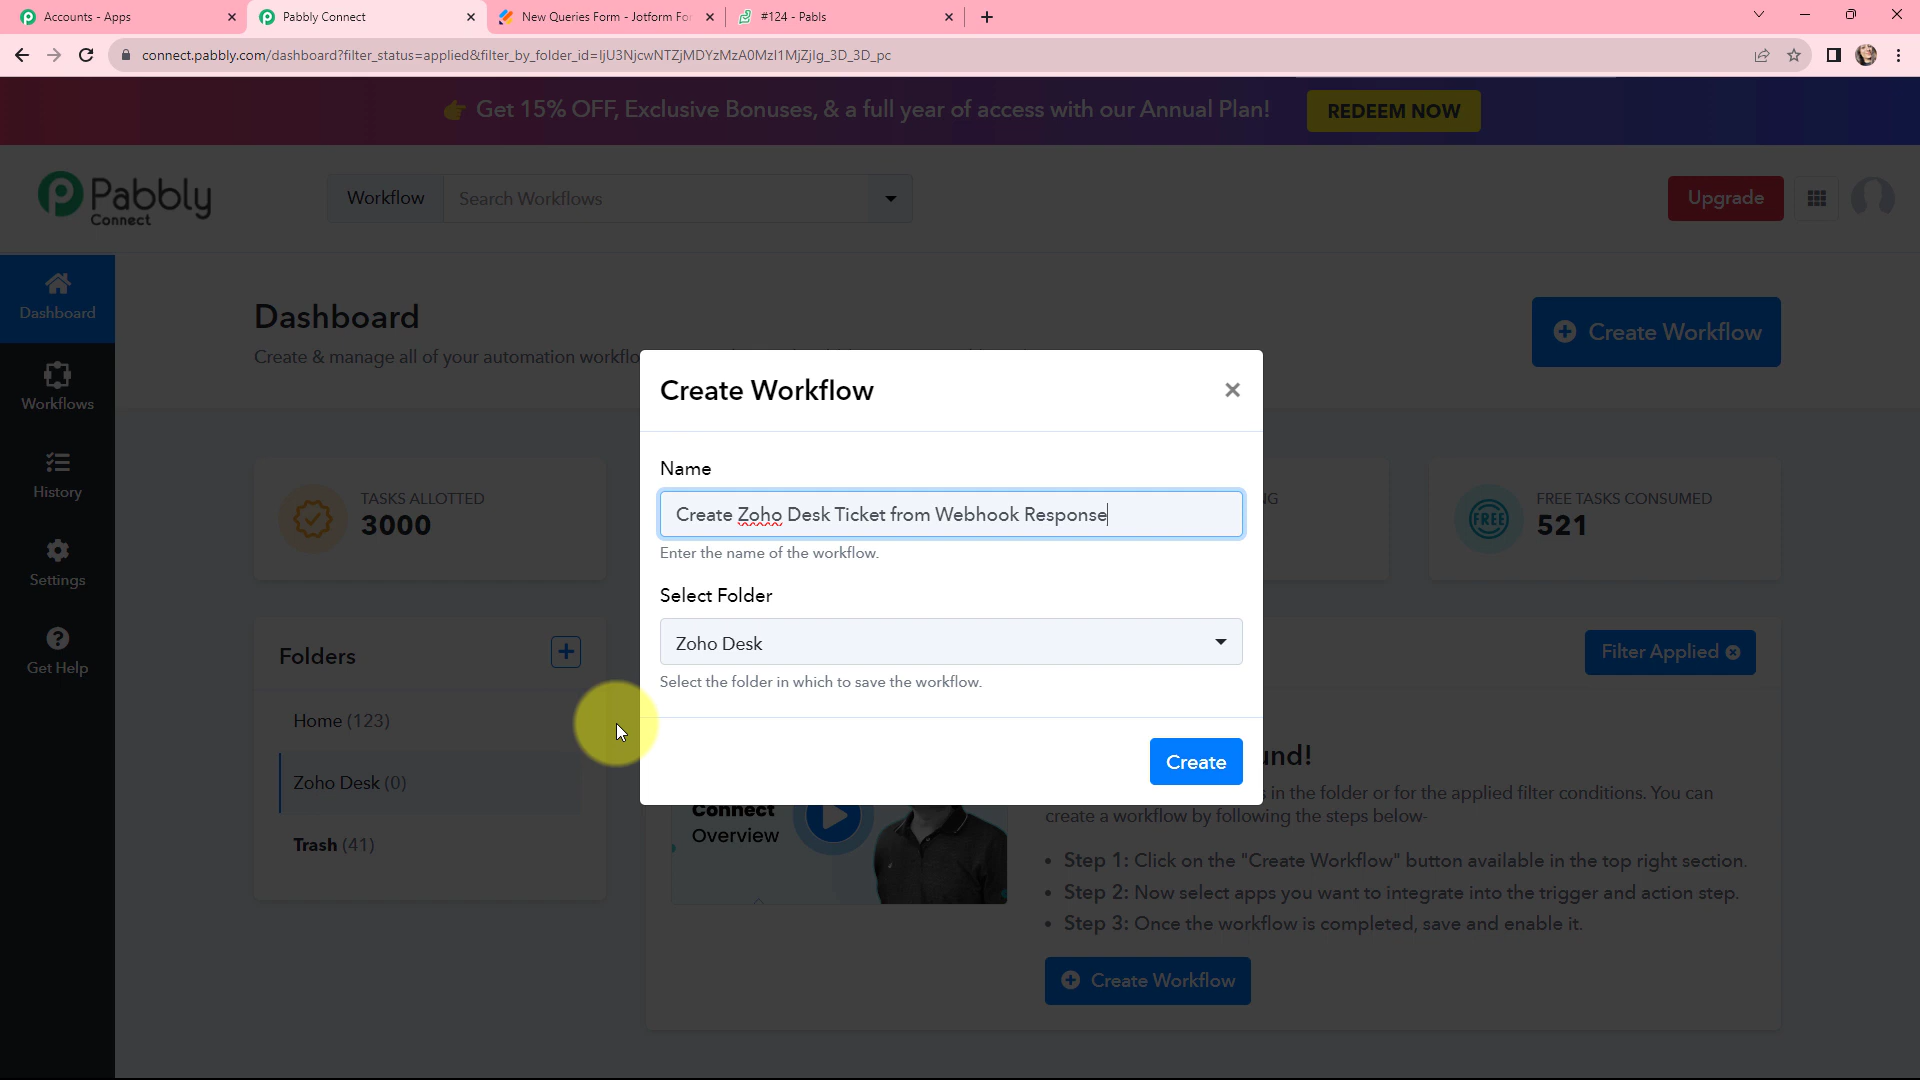 Accounts - Apps
Pabbly Connect
New Queries Form - Jotform For
#124 - Pabls
connect.pabbly.com/dashboard?filter_status=applied&filter_by_folder_id=IjU3NjcwNTZjMDYzMzA0MzI1MjZjIg_3D_3D_pc
Get 15% OFF, Exclusive Bonuses, & a full year of access with our Annual Plan!
REDEEM NOW
Pabbly
Connect
Workflow
Search Workflows
Upgrade
Dashboard
Workflows
History
Settings
Get Help
Dashboard
Create & manage all of your automation workflo
Create Workflow
TASKS ALLOTTED
3000
NG
FREE TASKS CONSUMED
FREE
521
Folders
Home (123)
Zoho Desk (0)
Trash (41)
Create Workflow
Name
Create Zoho Desk Ticket from Webhook Response
Enter the name of the workflow.
Select Folder
Zoho Desk
Select the folder in which to save the workflow.
Create
Filter Applied
und!
Connect
Overview
in the folder or for the applied filter conditions. You can
create a workflow by following the steps below-
Step 1: Click on the "Create Workflow" button available in the top right section.
Step 2: Now select apps you want to integrate into the trigger and action step.
Step 3: Once the workflow is completed, save and enable it.
Create Workflow